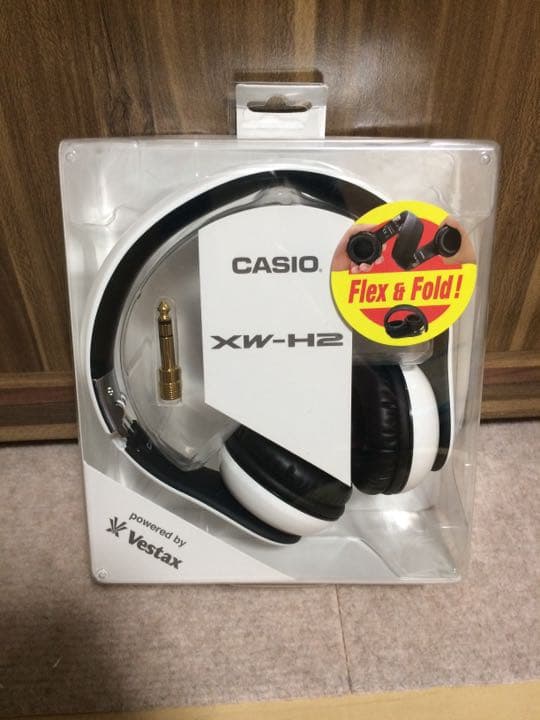 CASIO®
XW-H2
Flex & Fold!
powered by
Vestax